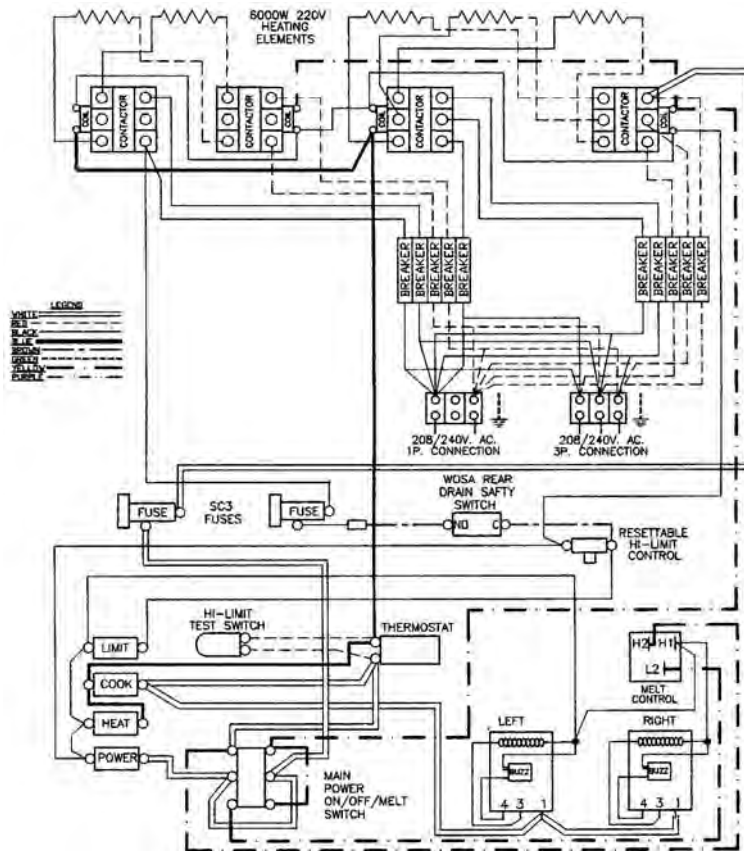 6000W 220V
HEATING
ELEMENTS
COIL
CONTACTOR
CONTACTOR
COIL
COIL
CONTACTOR
CONTACTOR
COIL
BREAKER
BREAKER
BREAKER
BREAKER
BREAKER
BREAKER
BREAKER
BREAKER
BREAKER
BREAKER
LEGEND
WHITE
RED
BLACK
BLUE
BROWN
GREEN
YELLOW
PURPLE
208/240V. AC.
1P. CONNECTION
208/240V. AC.
3P. CONNECTION
FUSE
SC3
FUSES
FUSE
WOSA REAR
DRAIN SAFTY
SWITCH
NO C
RESETTABLE
HI-LIMIT
CONTROL
HI-LIMIT
TEST SWITCH
THERMOSTAT
LIMIT
COOK
HEAT
POWER
H2 H1
L2
MELT
CONTROL
LEFT
RIGHT
BUZZ
BUZZ
4 3 1
4 3 1
MAIN
POWER
ON/OFF/MELT
SWITCH